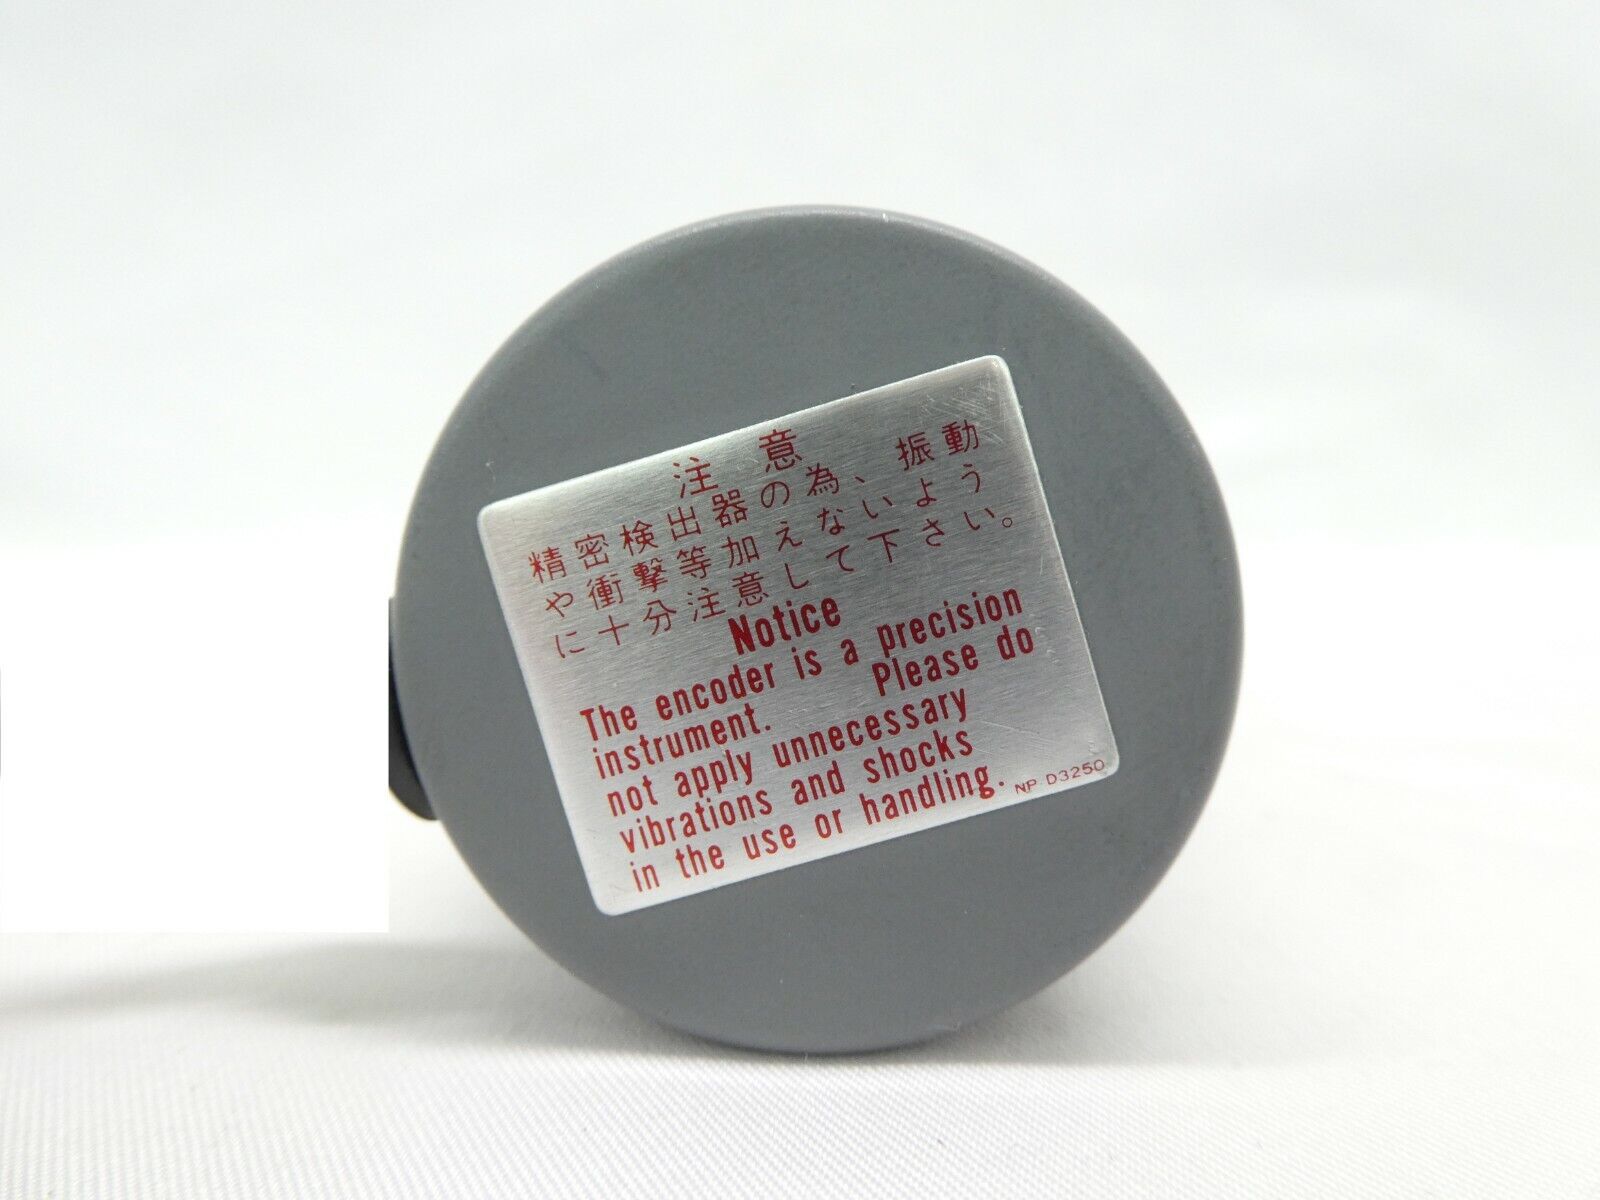 注意
精密検出器の為、振動
や衝撃等加えないよう
に十分注意して下さい。
Notice
The encoder is a precision
instrument. Please do
not apply unnecessary
vibrations and shocks
in the use or handling.
NP-D3250